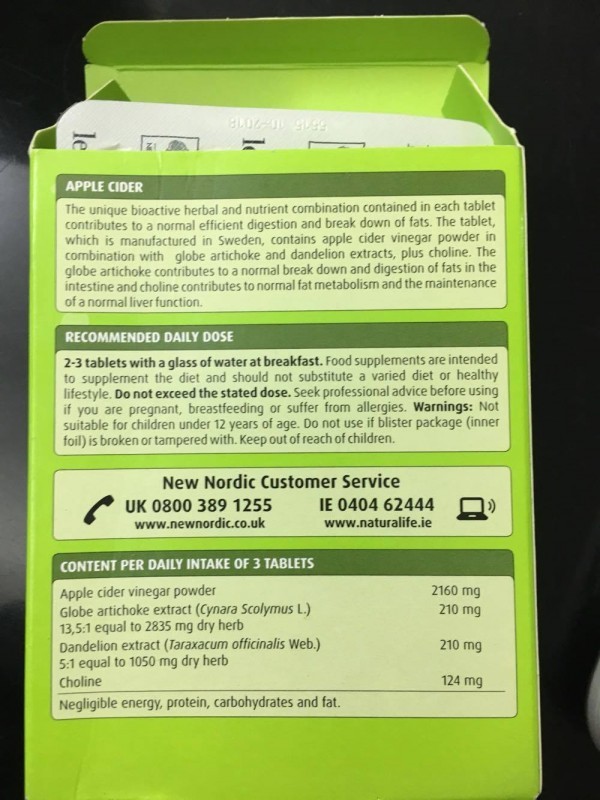 le
le
APPLE CIDER
The unique bioactive herbal and nutrient combination contained in each tablet
contributes to a normal efficient digestion and break down of fats. The tablet,
which is manufactured in Sweden, contains apple cider vinegar powder in
combination with globe artichoke and dandelion extracts, plus choline. The
globe artichoke contributes to a normal break down and digestion of fats in the
intestine and choline contributes to normal fat metabolism and the maintenance
of a normal liver function.
RECOMMENDED DAILY DOSE
2-3 tablets with a glass of water at breakfast. Food supplements are intended
to supplement the diet and should not substitute a varied diet or healthy
lifestyle. Do not exceed the stated dose. Seek professional advice before using
if you are pregnant, breastfeeding or suffer from allergies. Warnings: Not
suitable for children under 12 years of age. Do not use if blister package (inner
foil) is broken or tampered with. Keep out of reach of children.
New Nordic Customer Service
UK 0800 389 1255 IE 0404 62444
www.newnordic.co.uk www.naturalife.ie
CONTENT PER DAILY INTAKE OF 3 TABLETS
Apple cider vinegar powder 2160 mg
Globe artichoke extract (Cynara Scolymus L.) 210 mg
13,5:1 equal to 2835 mg dry herb
Dandelion extract (Taraxacum officinalis Web.) 210 mg
5:1 equal to 1050 mg dry herb
Choline 124 mg
Negligible energy, protein, carbohydrates and fat.